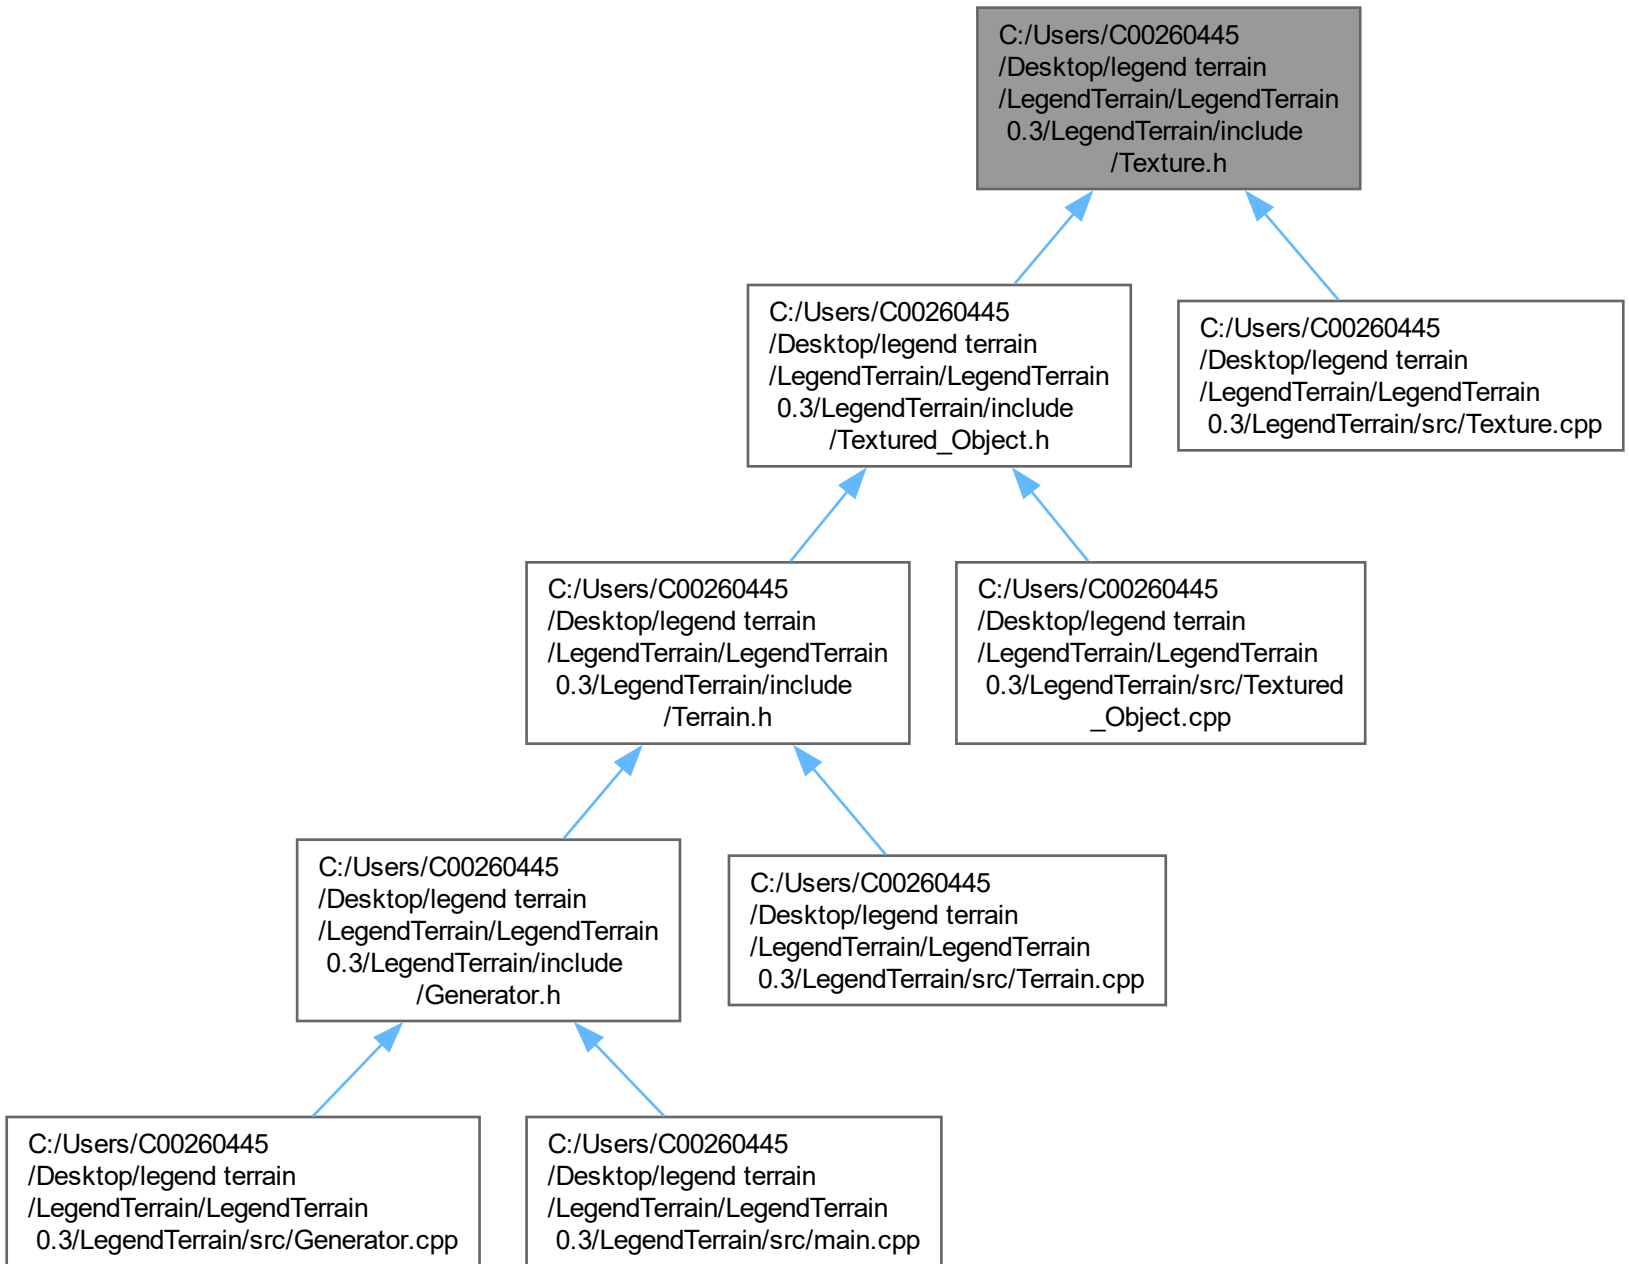 C:/Users/C00260445
/Desktop/legend terrain
/LegendTerrain/LegendTerrain
0.3/LegendTerrain/include
/Texture.h
C:/Users/C00260445
/Desktop/legend terrain
/LegendTerrain/LegendTerrain
0.3/LegendTerrain/include
/Textured_Object.h
C:/Users/C00260445
/Desktop/legend terrain
/LegendTerrain/LegendTerrain
0.3/LegendTerrain/src/Texture.cpp
C:/Users/C00260445
/Desktop/legend terrain
/LegendTerrain/LegendTerrain
0.3/LegendTerrain/include
/Terrain.h
C:/Users/C00260445
/Desktop/legend terrain
/LegendTerrain/LegendTerrain
0.3/LegendTerrain/src/Textured
_Object.cpp
C:/Users/C00260445
/Desktop/legend terrain
/LegendTerrain/LegendTerrain
0.3/LegendTerrain/include
/Generator.h
C:/Users/C00260445
/Desktop/legend terrain
/LegendTerrain/LegendTerrain
0.3/LegendTerrain/src/Terrain.cpp
C:/Users/C00260445
/Desktop/legend terrain
/LegendTerrain/LegendTerrain
0.3/LegendTerrain/src/Generator.cpp
C:/Users/C00260445
/Desktop/legend terrain
/LegendTerrain/LegendTerrain
0.3/LegendTerrain/src/main.cpp